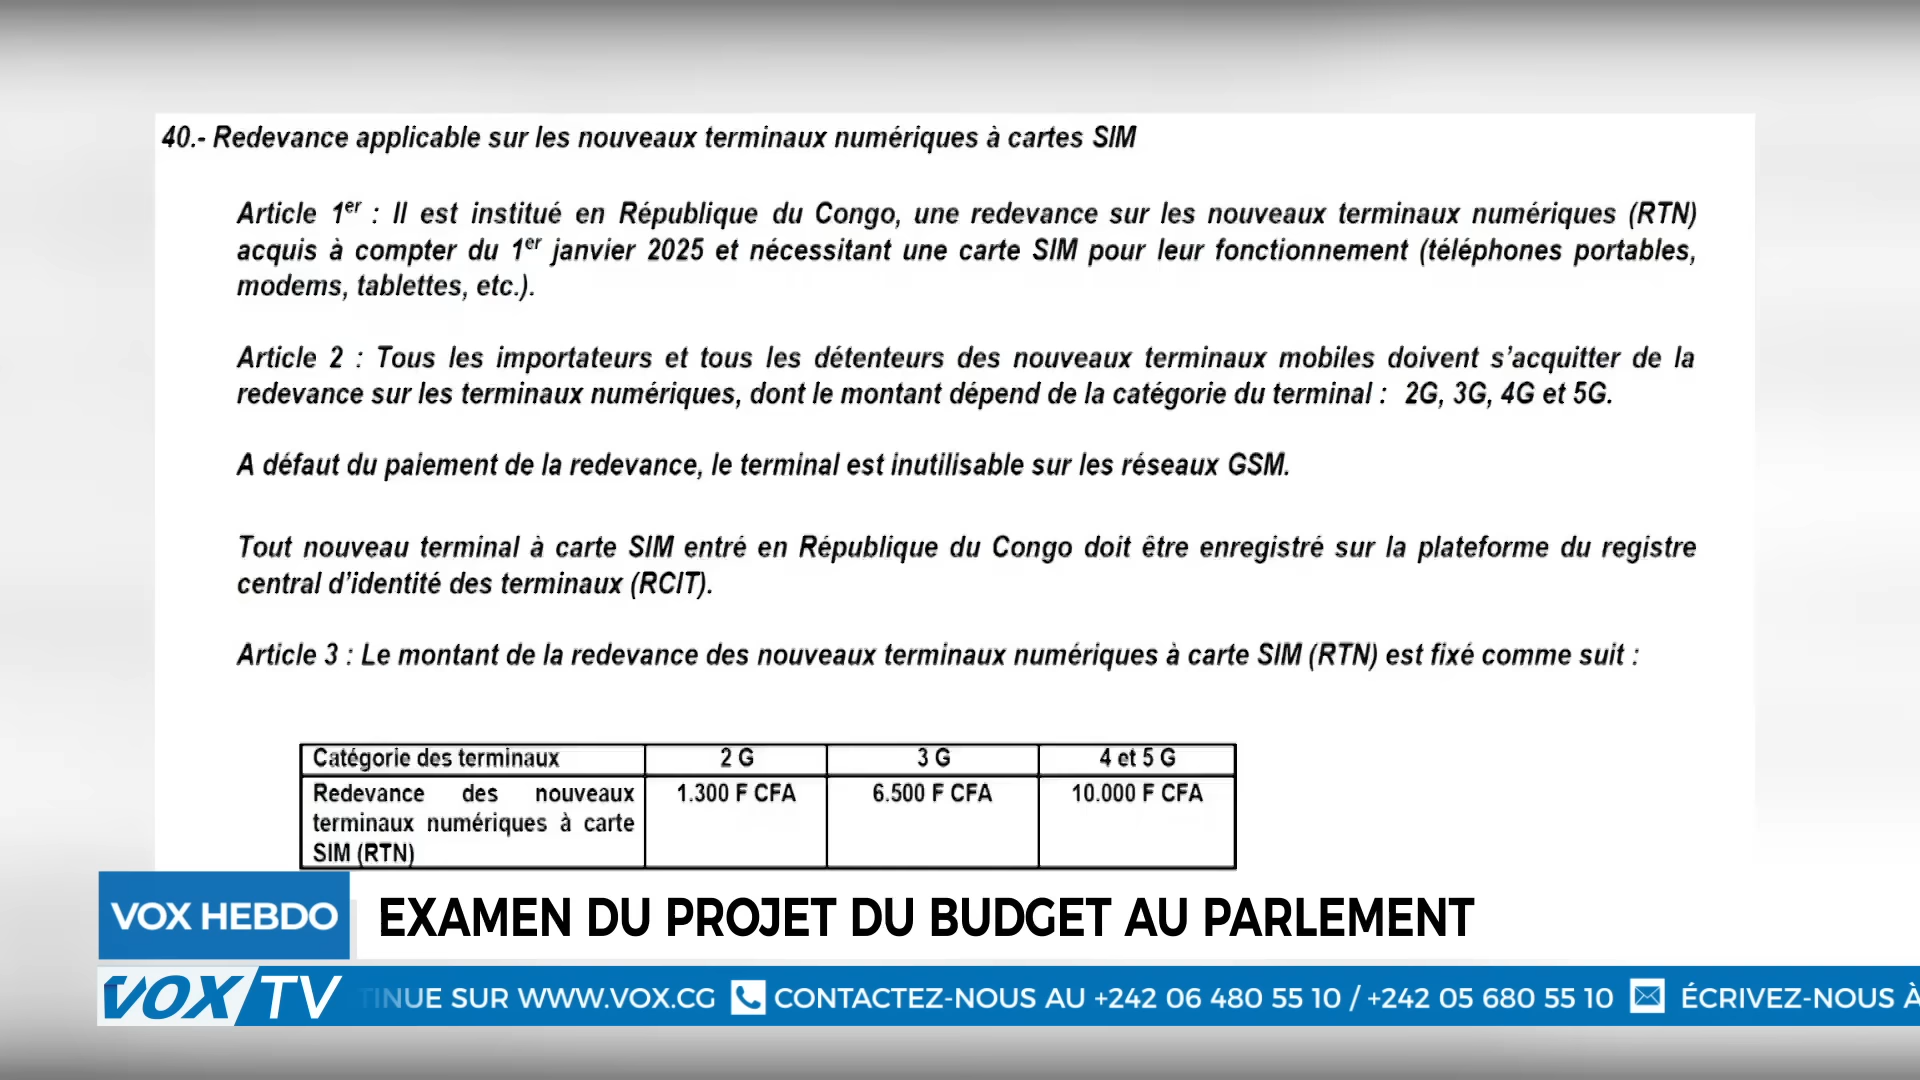 40.- Redevance applicable sur les nouveaux terminaux numériques à cartes SIM
Article 1er : Il est institué en République du Congo, une redevance sur les nouveaux terminaux numériques (RTN)
acquis à compter du 1er janvier 2025 et nécessitant une carte SIM pour leur fonctionnement (téléphones portables,
modems, tablettes, etc.).
Article 2 : Tous les importateurs et tous les détenteurs des nouveaux terminaux mobiles doivent s’acquitter de la
redevance sur les terminaux numériques, dont le montant dépend de la catégorie du terminal : 2G, 3G, 4G et 5G.
A défaut du paiement de la redevance, le terminal est inutilisable sur les réseaux GSM.
Tout nouveau terminal à carte SIM entré en République du Congo doit être enregistré sur la plateforme du registre
central d’identité des terminaux (RCIT).
Article 3 : Le montant de la redevance des nouveaux terminaux numériques à carte SIM (RTN) est fixé comme suit :
Catégorie des terminaux 2 G 3 G 4 et 5 G
Redevance des nouveaux 1.300 F CFA 6.500 F CFA 10.000 F CFA
terminaux numériques à carte
SIM (RTN)
VOX HEBDO EXAMEN DU PROJET DU BUDGET AU PARLEMENT
VOX TV TINUE SUR WWW.VOX.CG CONTACTEZ-NOUS AU +242 06 480 55 10 / +242 05 680 55 10 ÉCRIVEZ-NOUS À